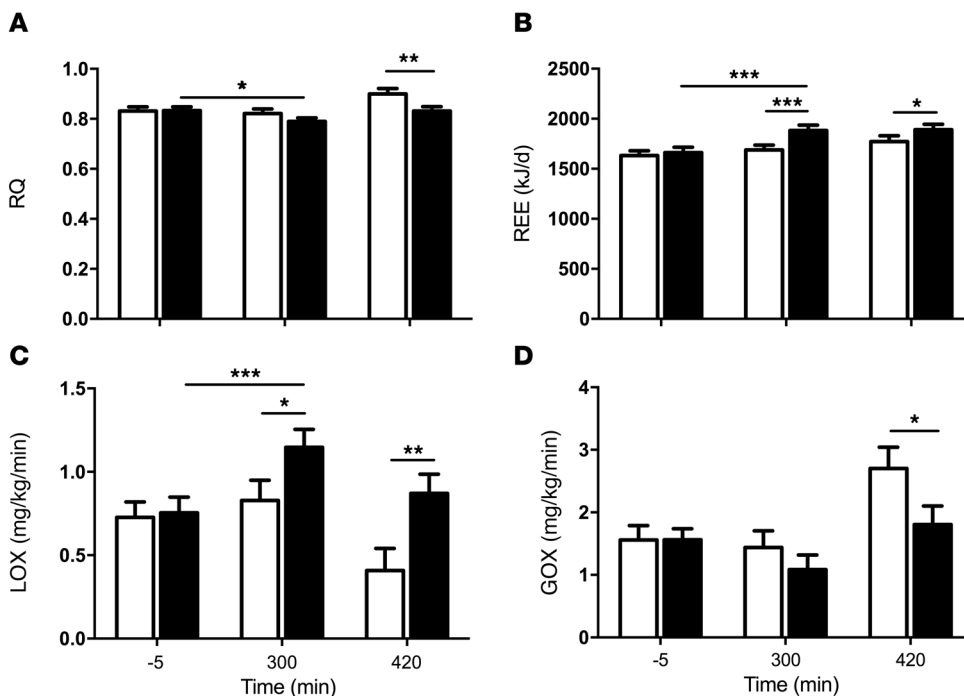 A
RQ
1.0
0.8
0.6
0.4
0.2
0.0
*
**
B
REE (kJ/d)
2500
2000
1500
1000
500
0
***
***
*
C
LOX (mg/kg/min)
1.5
1.0
0.5
0.0
***
*
**
-5 300 420
Time (min)
D
GOX (mg/kg/min)
4
3
2
1
0
*
-5 300 420
Time (min)